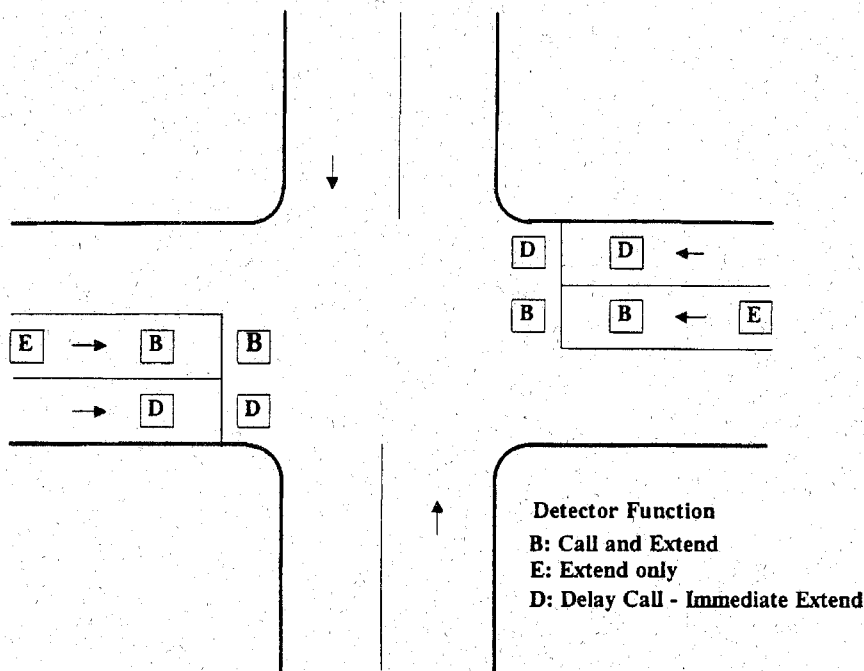 D D
B B E
E B B
D D
Detector Function
B: Call and Extend
E: Extend only
D: Delay Call - Immediate Extend